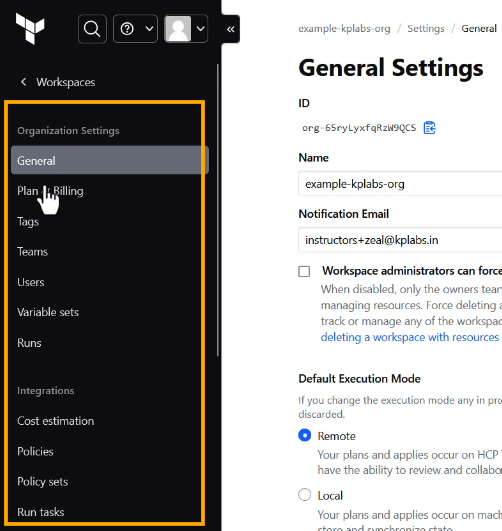 Workspaces
Organization Settings
General
Plan & Billing
Tags
Teams
Users
Variable sets
Runs
Integrations
Cost estimation
Policies
Policy sets
Run tasks
example-kplabs-org / Settings / General
General Settings
ID
org-65ryLyxfqRzW9QCS
Name
example-kplabs-org
Notification Email
instructors+zeal@kplabs.in
Workspace administrators can force
When disabled, only the owners tea
managing resources. Force deleting a
track or manage any of the workspac
deleting a workspace with resources
Default Execution Mode
If you change the execution mode any in pro
discarded.
Remote
Your plans and applies occur on HCP
have the ability to review and collabo
Local
Your plans and applies occur on mach
store and synchronize state